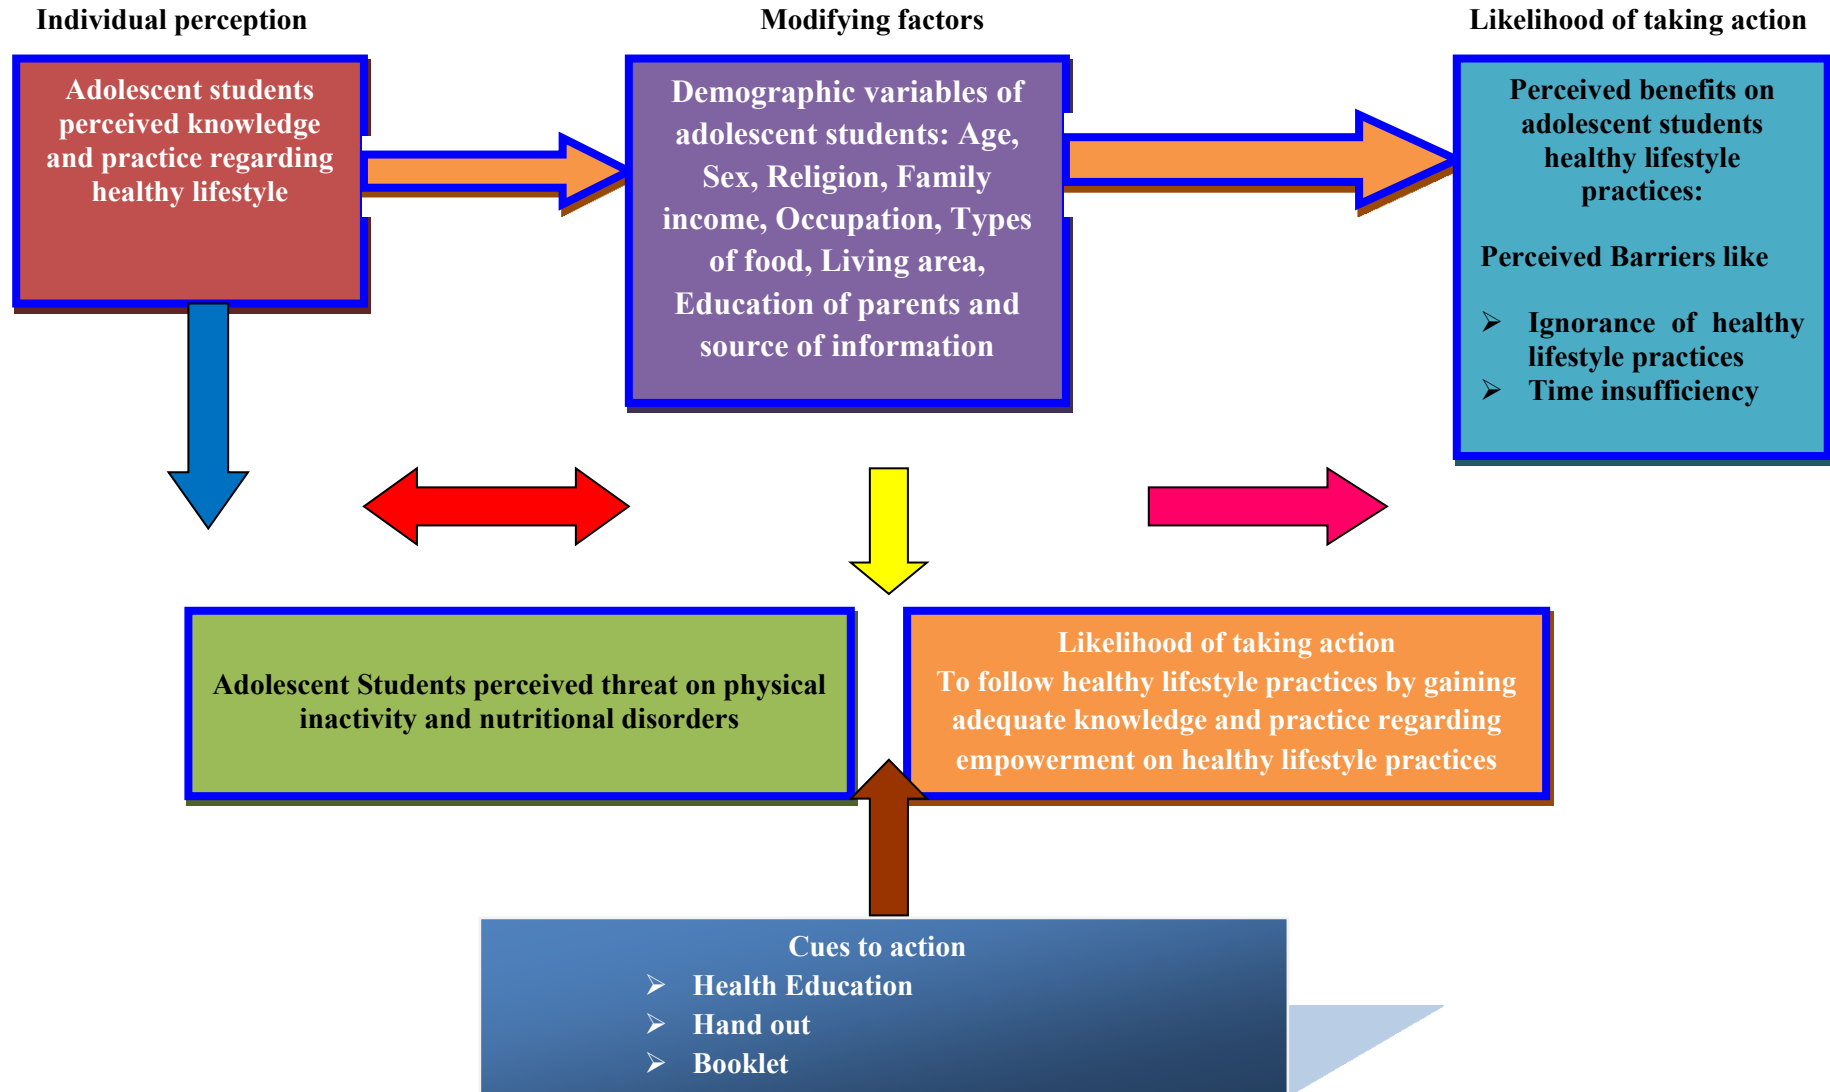 Individual perception
Modifying factors
Likelihood of taking action
Adolescent students
perceived knowledge
and practice regarding
healthy lifestyle
Demographic variables of
adolescent students: Age,
Sex, Religion, Family
income, Occupation, Types
of food, Living area,
Education of parents and
source of information
Perceived benefits on
adolescent students
healthy lifestyle
practices:
Perceived Barriers like
➢ Ignorance of healthy
lifestyle practices
➢ Time insufficiency
Adolescent Students perceived threat on physical
inactivity and nutritional disorders
Likelihood of taking action
To follow healthy lifestyle practices by gaining
adequate knowledge and practice regarding
empowerment on healthy lifestyle practices
Cues to action
➢ Health Education
➢ Hand out
➢ Booklet